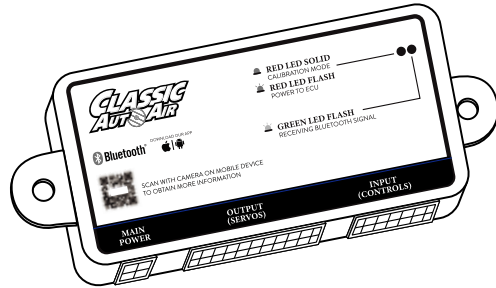 CLASSIC
AUTO AIR
RED LED SOLID
CALIBRATION MODE
RED LED FLASH
POWER TO ECU
GREEN LED FLASH
RECEIVING BLUETOOTH SIGNAL
DOWNLOAD OUR APP
Bluetooth
SCAN WITH CAMERA ON MOBILE DEVICE
TO OBTAIN MORE INFORMATION
MAIN
POWER
OUTPUT
(SERVOS)
INPUT
(CONTROLS)